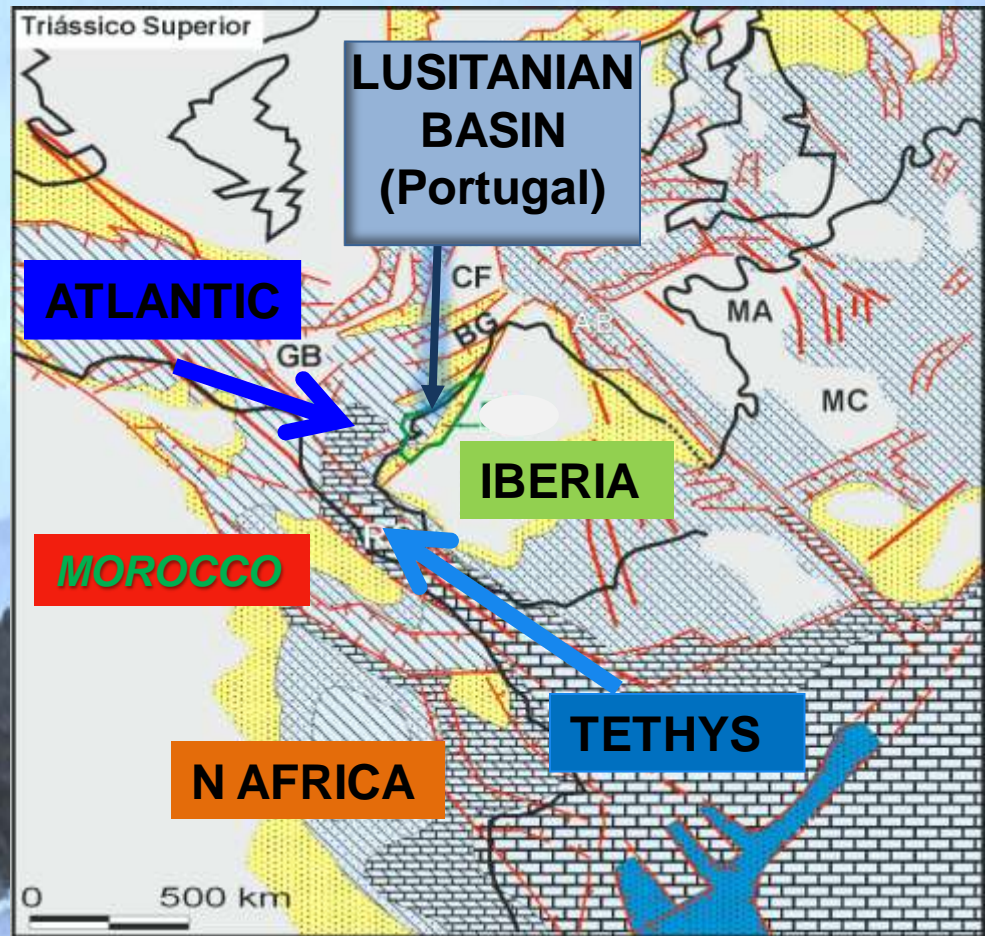 Triássico Superior
LUSITANIAN
BASIN
(Portugal)
ATLANTIC
CF
BG
AB
MA
GB
MC
IBERIA
R
MOROCCO
TETHYS
N AFRICA
0 500 km